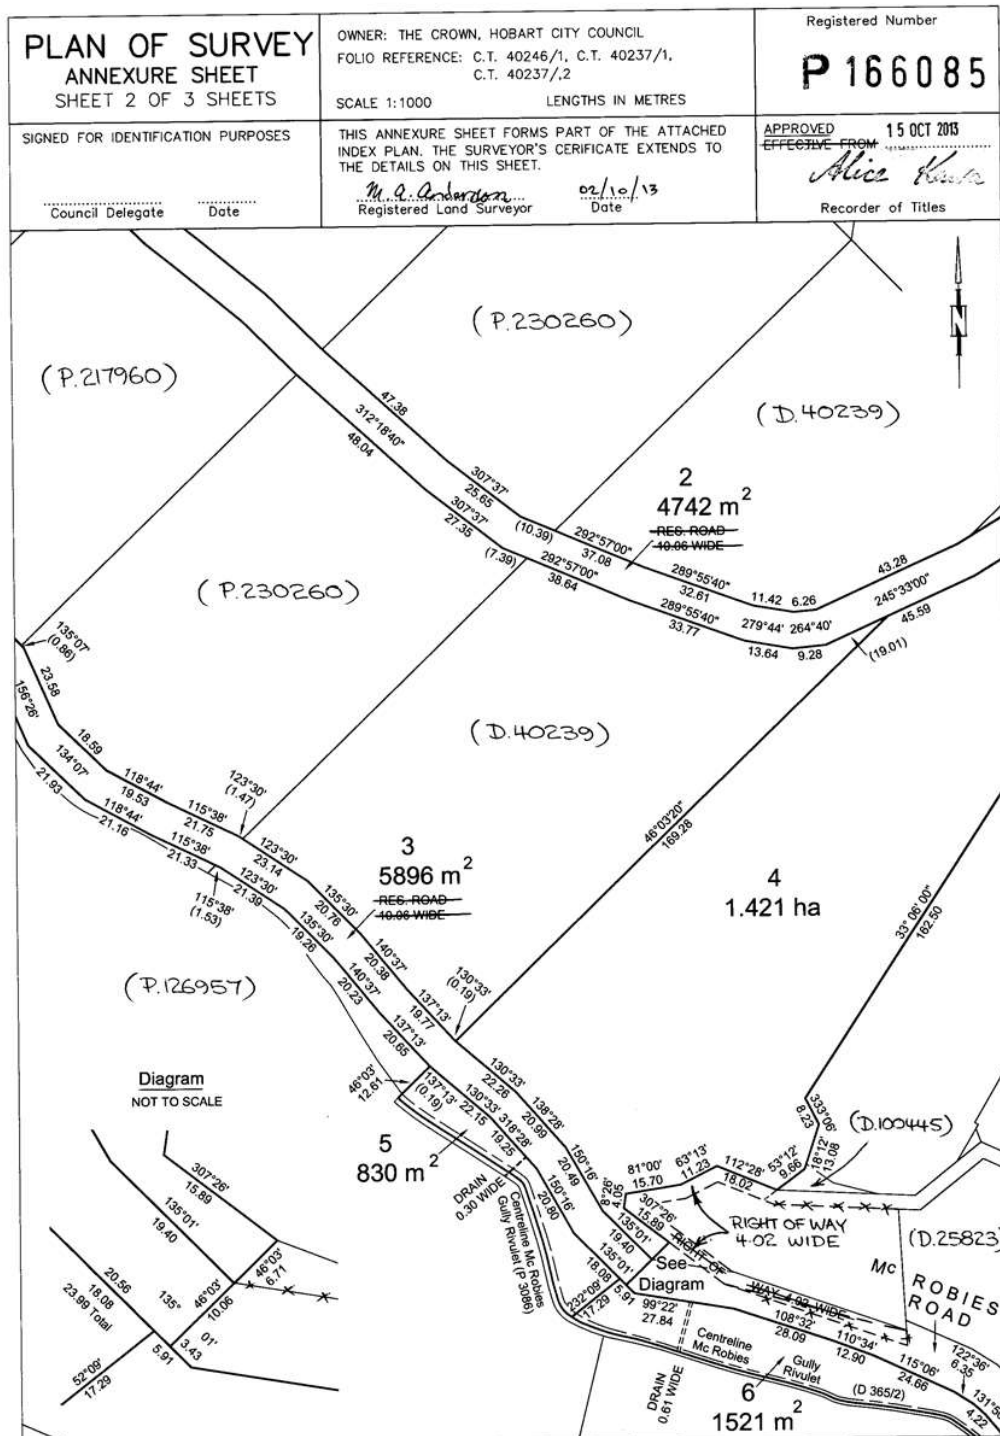 PLAN OF SURVEY
ANNEXURE SHEET
SHEET 2 OF 3 SHEETS
OWNER: THE CROWN, HOBART CITY COUNCIL
FOLIO REFERENCE: C.T. 40246/1, C.T. 40237/1,
C.T. 40237/,2
SCALE 1:1000 LENGTHS IN METRES
Registered Number
P 166085
SIGNED FOR IDENTIFICATION PURPOSES
Council Delegate Date
THIS ANNEXURE SHEET FORMS PART OF THE ATTACHED
INDEX PLAN. THE SURVEYOR'S CERIFICATE EXTENDS TO
THE DETAILS ON THIS SHEET.
M. A. Anderson 02/10/13
Registered Land Surveyor Date
APPROVED 15 OCT 2013
EFFECTIVE FROM
Alice
Recorder of Titles
(P.230260)
N
(P.217960)
(D.40239)
47.38
312°18'40"
48.04
307°37'
25.65
307°37'
27.35
(10.39)
(7.39)
2
4742 m²
RES. ROAD
10.06 WIDE
292°57'00"
37.08
292°57'00"
38.64
289°55'40"
32.61
289°55'40"
33.77
11.42 6.26
279°44' 264°40'
13.64 9.28
43.28
245°33'00"
45.59
(19.01)
(P.230260)
135°07'
(0.86)
23.58
156°26'
18.59
134°07'
21.93
118°44'
19.53
118°44'
21.16
115°38'
21.75
115°38'
21.33
123°30'
(1.47)
123°30'
23.14
123°30'
21.39
115°38'
(1.53)
(D.40239)
46°03'20"
169.28
3
5896 m²
RES. ROAD
10.06 WIDE
4
1.421 ha
33°06'00"
162.50
135°30'
20.76
135°30'
19.26
140°37'
20.38
140°37'
20.23
137°13'
19.77
137°13'
20.65
130°33'
(0.19)
(P.126957)
46°03'
12.61
137°13'
(0.19)
130°33'
22.15
318°28'
19.25
130°33'
22.26
138°28'
20.99
150°16'
20.49
150°16'
20.80
5
830 m²
DRAIN
0.30 WIDE
Centreline Mc Robies
Gully Rivulet (P 3086)
333°06'
8.23
18°12'
13.08
(D.100445)
53°12'
9.66
112°28'
18.02
63°13'
11.23
81°00'
15.70
8°26'
4.05
307°26'
15.89
135°01'
19.40
135°01'
18.08
5.91
232°09'
17.29
RIGHT OF WAY
4.02 WIDE
RIGHT OF
WAY 4.02 WIDE
See
Diagram
(D.25823)
Mc ROBIES
ROAD
99°22'
27.84
108°32'
28.09
110°34'
12.90
115°06'
24.66
122°36'
6.35
4.22
Centreline
Mc Robies
Gully
Rivulet
(D 365/2)
DRAIN
0.61 WIDE
6
1521 m²
Diagram
NOT TO SCALE
307°26'
15.89
135°01'
19.40
46°03'
6.71
46°03'
10.06
20.56
18.08
23.99 Total
135°
01'
3.43
5.91
52°09'
17.29